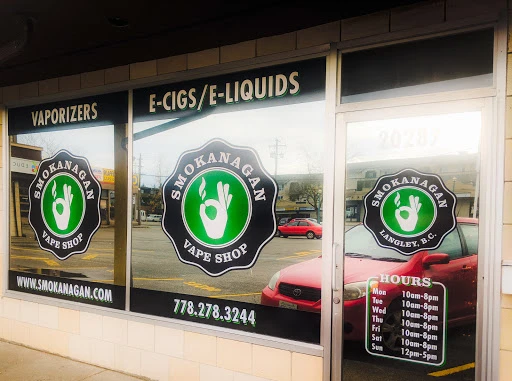 VAPORIZERS
SMOKANAGAN
VAPE SHOP
WWW.SMOKANAGAN.COM
E-CIGS/E-LIQUIDS
SMOKANAGAN
VAPE SHOP
778.278.3244
SMOKANAGAN
LANGLEY, B.C.
HOURS
Mon 10am-8pm
Tue 10am-8pm
Wed 10am-8pm
Thu 10am-8pm
Fri 10am-8pm
Sat 10am-8pm
Sun 12pm-5pm